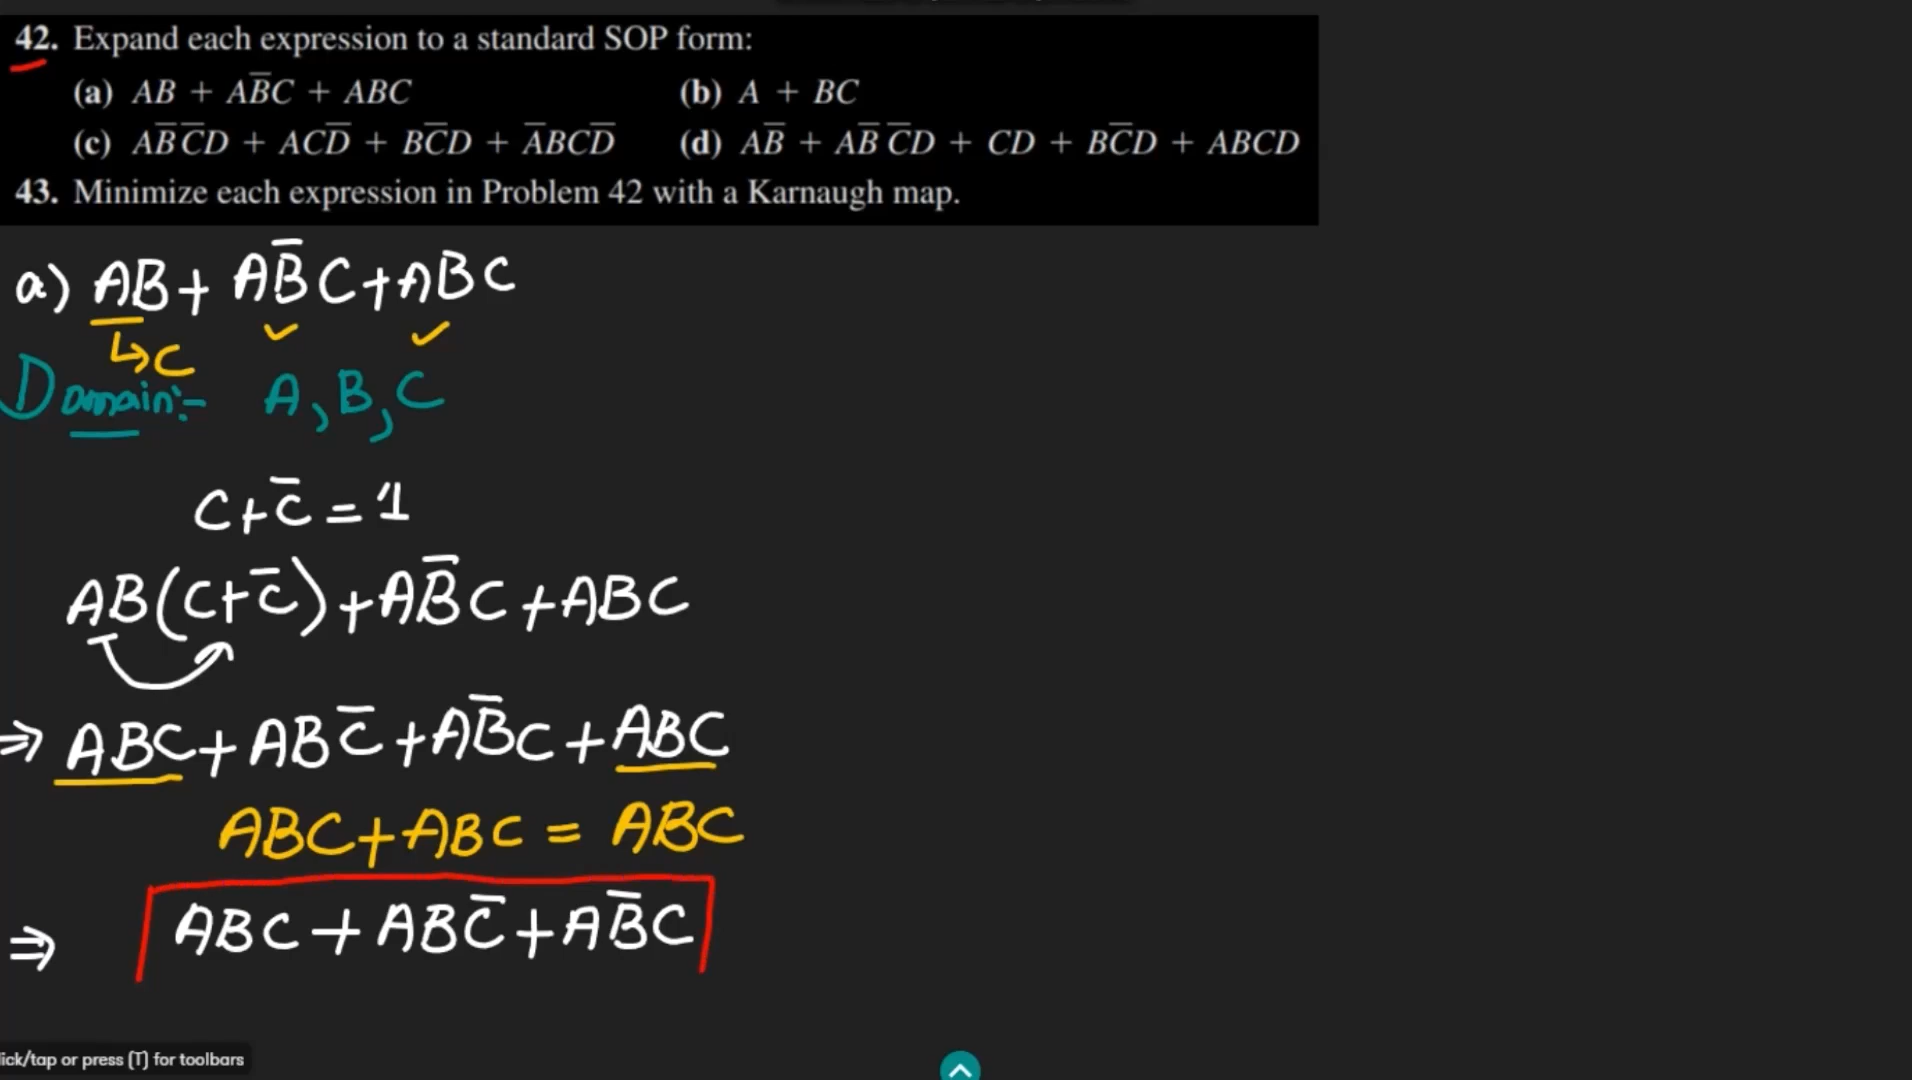 42. Expand each expression to a standard SOP form:
(a) AB + AB̅C + ABC (b) A + BC
(c) AB̅ C̅D + ACD̅ + BC̅D + A̅BCD̅ (d) AB̅ + AB̅ C̅D + CD + BC̅D + ABCD
43. Minimize each expression in Problem 42 with a Karnaugh map.
a) AB + AB̅C + ABC
↳C ✓ ✓
Domain:- A, B, C
C + C̅ = 1
AB(C + C̅) + AB̅C + ABC
⇒ ABC + ABC̅ + AB̅C + ABC
ABC + ABC = ABC
⇒ ABC + ABC̅ + AB̅C
lick/tap or press (T) for toolbars